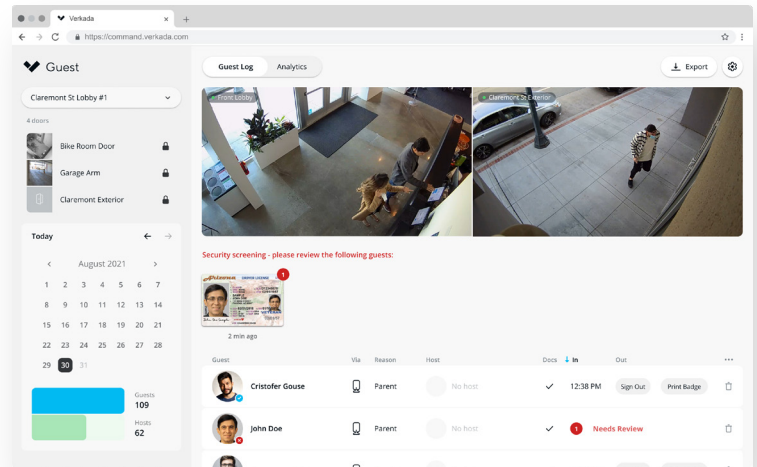 Verkada
https://command.verkada.com
Guest
Claremont St Lobby #1
4 doors
Bike Room Door
Garage Arm
Claremont Exterior
Today
August 2021
1 2 3 4 5 6 7
8 9 10 11 12 13 14
15 16 17 18 19 20 21
22 23 24 25 26 27 28
29 30 31
Guests
109
Hosts
62
Guest Log Analytics
Export
Front Lobby
Claremont St Exterior
Security screening - please review the following guests:
DRIVER LICENSE
1
2 min ago
Guest Via Reason Host Docs In Out
Cristofer Gouse Parent No host 12:38 PM Sign Out Print Badge
John Doe Parent No host 1 Needs Review